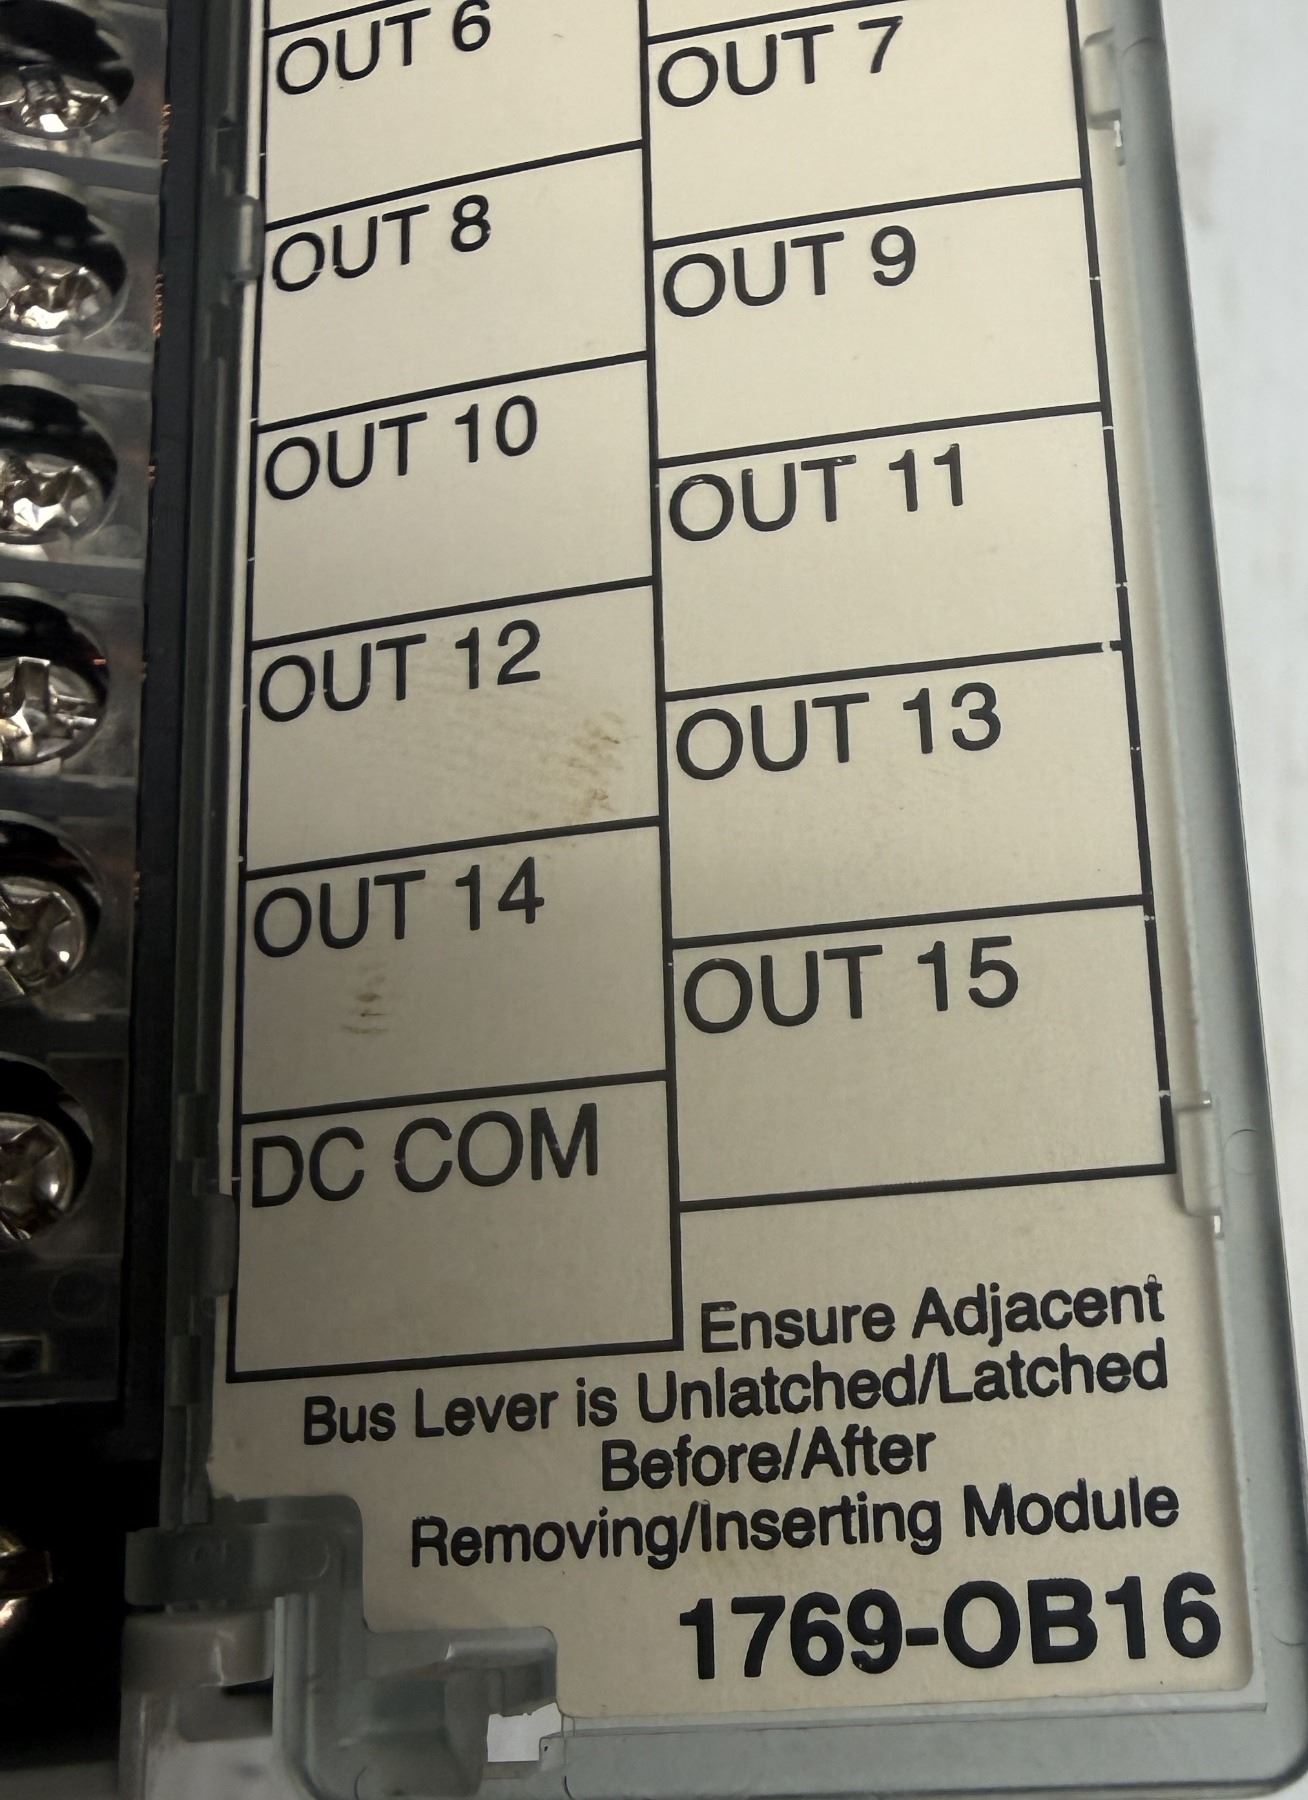 OUT 6
OUT 7
OUT 8
OUT 9
OUT 10
OUT 11
OUT 12
OUT 13
OUT 14
OUT 15
DC COM
Ensure Adjacent
Bus Lever is Unlatched/Latched
Before/After
Removing/Inserting Module
1769-OB16